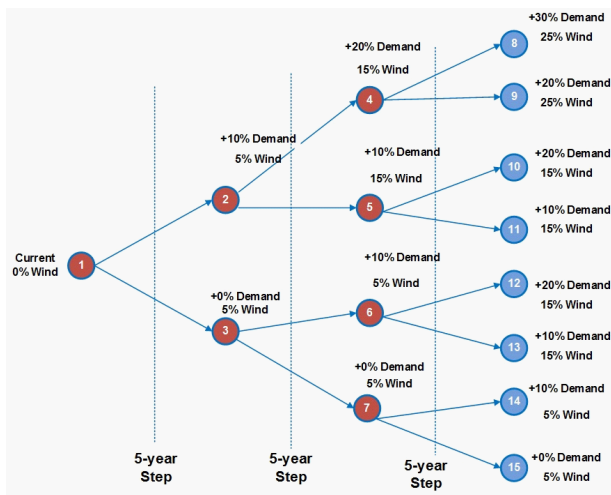 +30% Demand
8
25% Wind
+20% Demand
15% Wind
4
+20% Demand
9
25% Wind
+10% Demand
5% Wind
2
+10% Demand
15% Wind
5
+20% Demand
10
15% Wind
+10% Demand
11
15% Wind
Current
0% Wind
1
+10% Demand
5% Wind
6
12
+20% Demand
15% Wind
+0% Demand
5% Wind
3
+10% Demand
13
15% Wind
+0% Demand
5% Wind
7
+10% Demand
14
5% Wind
+0% Demand
15
5% Wind
5-year
Step
5-year
Step
5-year
Step